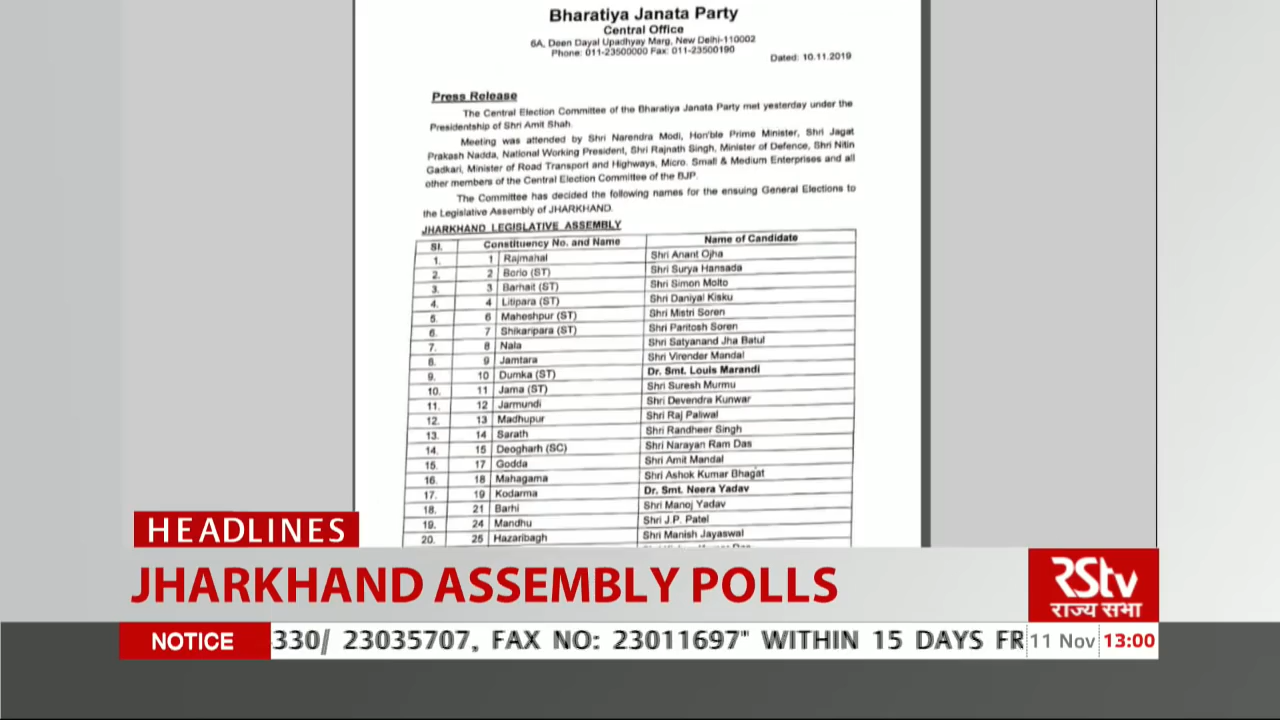 Bharatiya Janata Party
Central Office
6A, Deen Dayal Upadhyay Marg, New Delhi-110002
Phone: 011-23500000 Fax: 011-23500190
Dated: 10.11.2019
Press Release
The Central Election Committee of the Bharatiya Janata Party met yesterday under the
Presidentship of Shri Amit Shah.
Meeting was attended by Shri Narendra Modi, Hon'ble Prime Minister, Shri Jagat
Prakash Nadda, National Working President, Shri Rajnath Singh, Minister of Defence, Shri Nitin
Gadkari, Minister of Road Transport and Highways, Micro. Small & Medium Enterprises and all
other members of the Central Election Committee of the BJP.
The Committee has decided the following names for the ensuing General Elections to
the Legislative Assembly of JHARKHAND.
JHARKHAND LEGISLATIVE ASSEMBLY
Sl. Constituency No. and Name Name of Candidate
1. 1 Rajmahal Shri Anant Ojha
2. 2 Borio (ST) Shri Surya Hansada
3. 3 Barhait (ST) Shri Simon Molto
4. 4 Litipara (ST) Shri Daniyal Kisku
5. 6 Maheshpur (ST) Shri Mistri Soren
6. 7 Shikaripara (ST) Shri Paritosh Soren
7. 8 Nala Shri Satyanand Jha Batul
8. 9 Jamtara Shri Virender Mandal
9. 10 Dumka (ST) Dr. Smt. Louis Marandi
10. 11 Jama (ST) Shri Suresh Murmu
11. 12 Jarmundi Shri Devendra Kunwar
12. 13 Madhupur Shri Raj Paliwal
13. 14 Sarath Shri Randheer Singh
14. 15 Deogharh (SC) Shri Narayan Ram Das
15. 17 Godda Shri Amit Mandal
16. 18 Mahagama Shri Ashok Kumar Bhagat
17. 19 Kodarma Dr. Smt. Neera Yadav
18. 21 Barhi Shri Manoj Yadav
19. 24 Mandhu Shri J.P. Patel
20. 25 Hazaribagh Shri Manish Jayaswal
HEADLINES
JHARKHAND ASSEMBLY POLLS
RStv
राज्य सभा
NOTICE 330/ 23035707, FAX NO: 23011697" WITHIN 15 DAYS FR 11 Nov 13:00